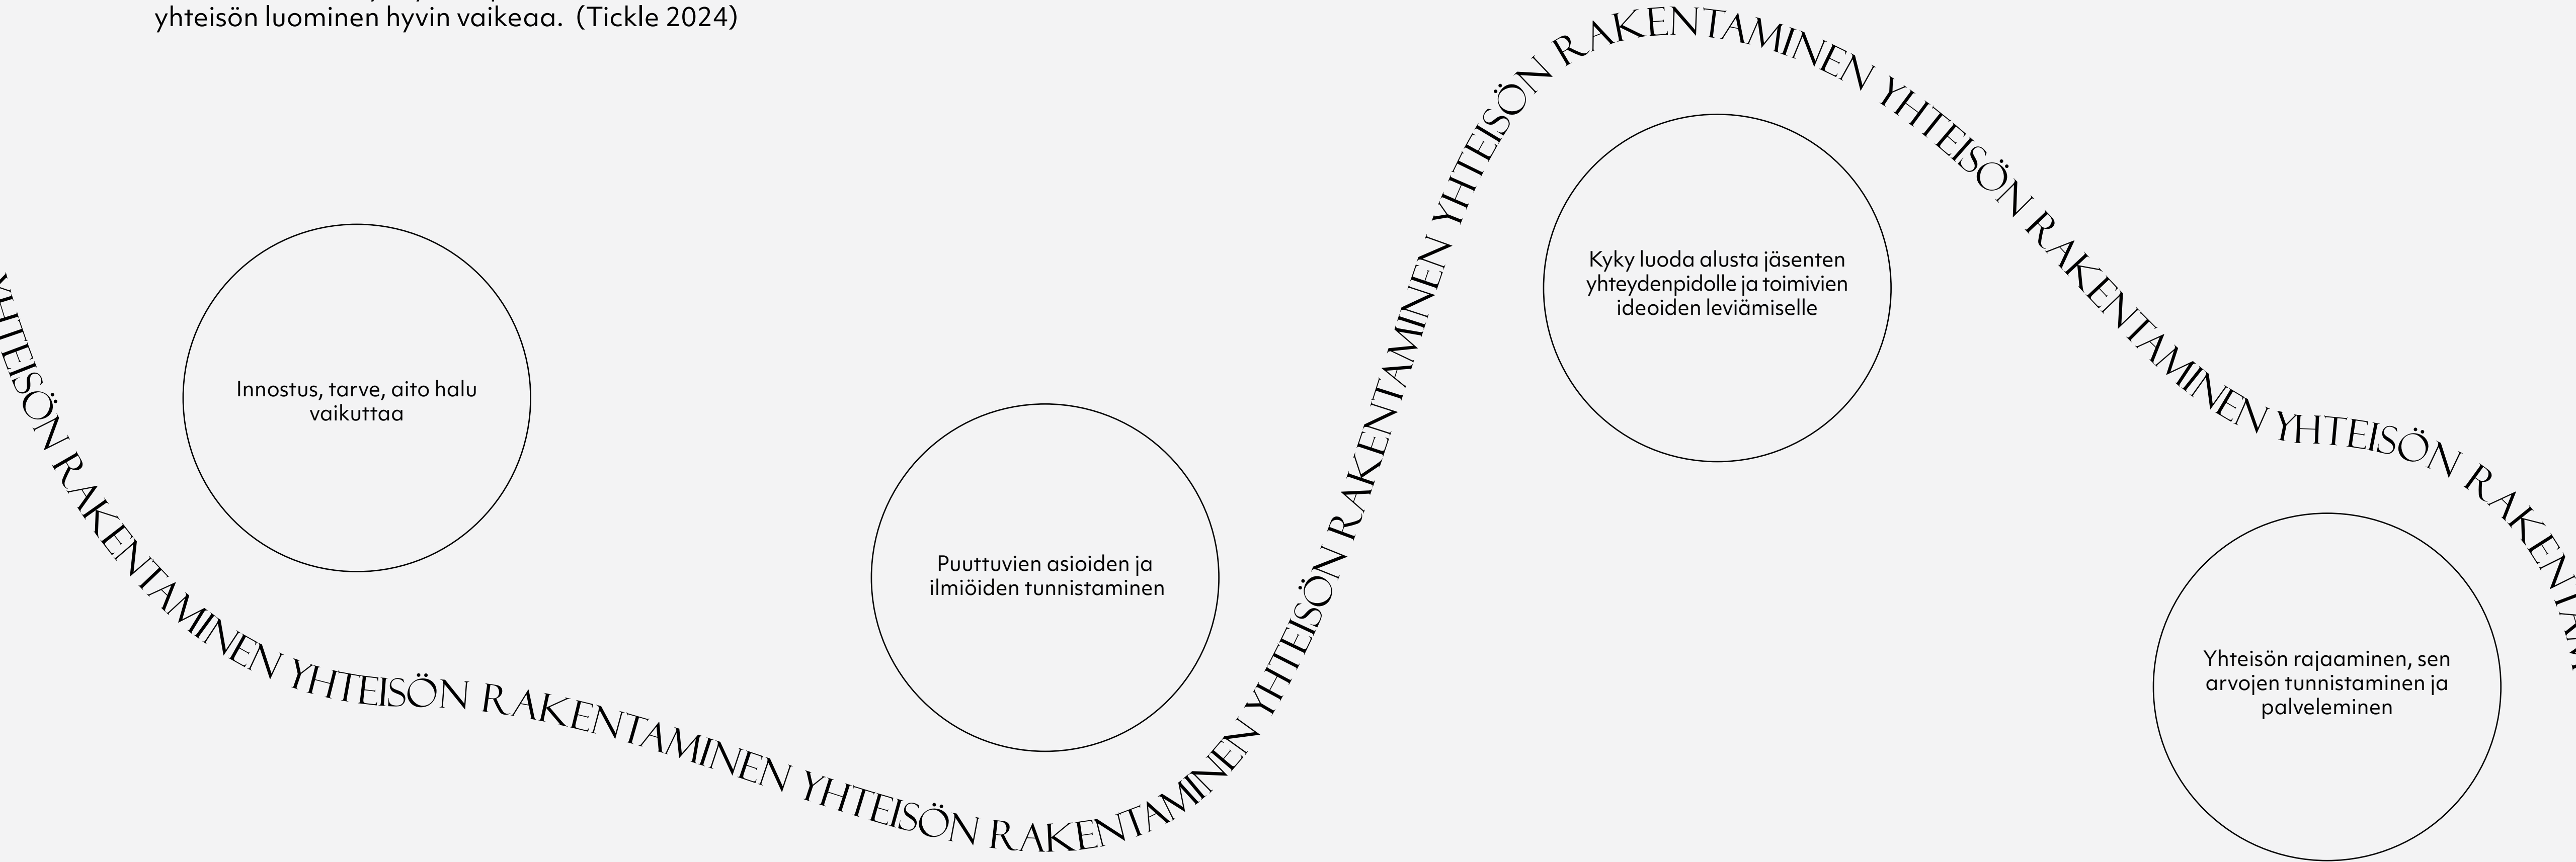 yhteisön luominen hyvin vaikeaa. (Tickle 2024)
YHTEISÖN RAKENTAMINEN YHTEISÖN RAKENTAMINEN YHTEISÖN RAKENTAMINEN YHTEISÖN RAKENTAMINEN YHTEISÖN RAKENTAMINEN YHTEISÖN RAKENTAMINEN YHTEISÖN RAKENTAM
Innostus, tarve, aito halu
vaikuttaa
Puuttuvien asioiden ja
ilmiöiden tunnistaminen
Kyky luoda alusta jäsenten
yhteydenpidolle ja toimivien
ideoiden leviämiselle
Yhteisön rajaaminen, sen
arvojen tunnistaminen ja
palveleminen